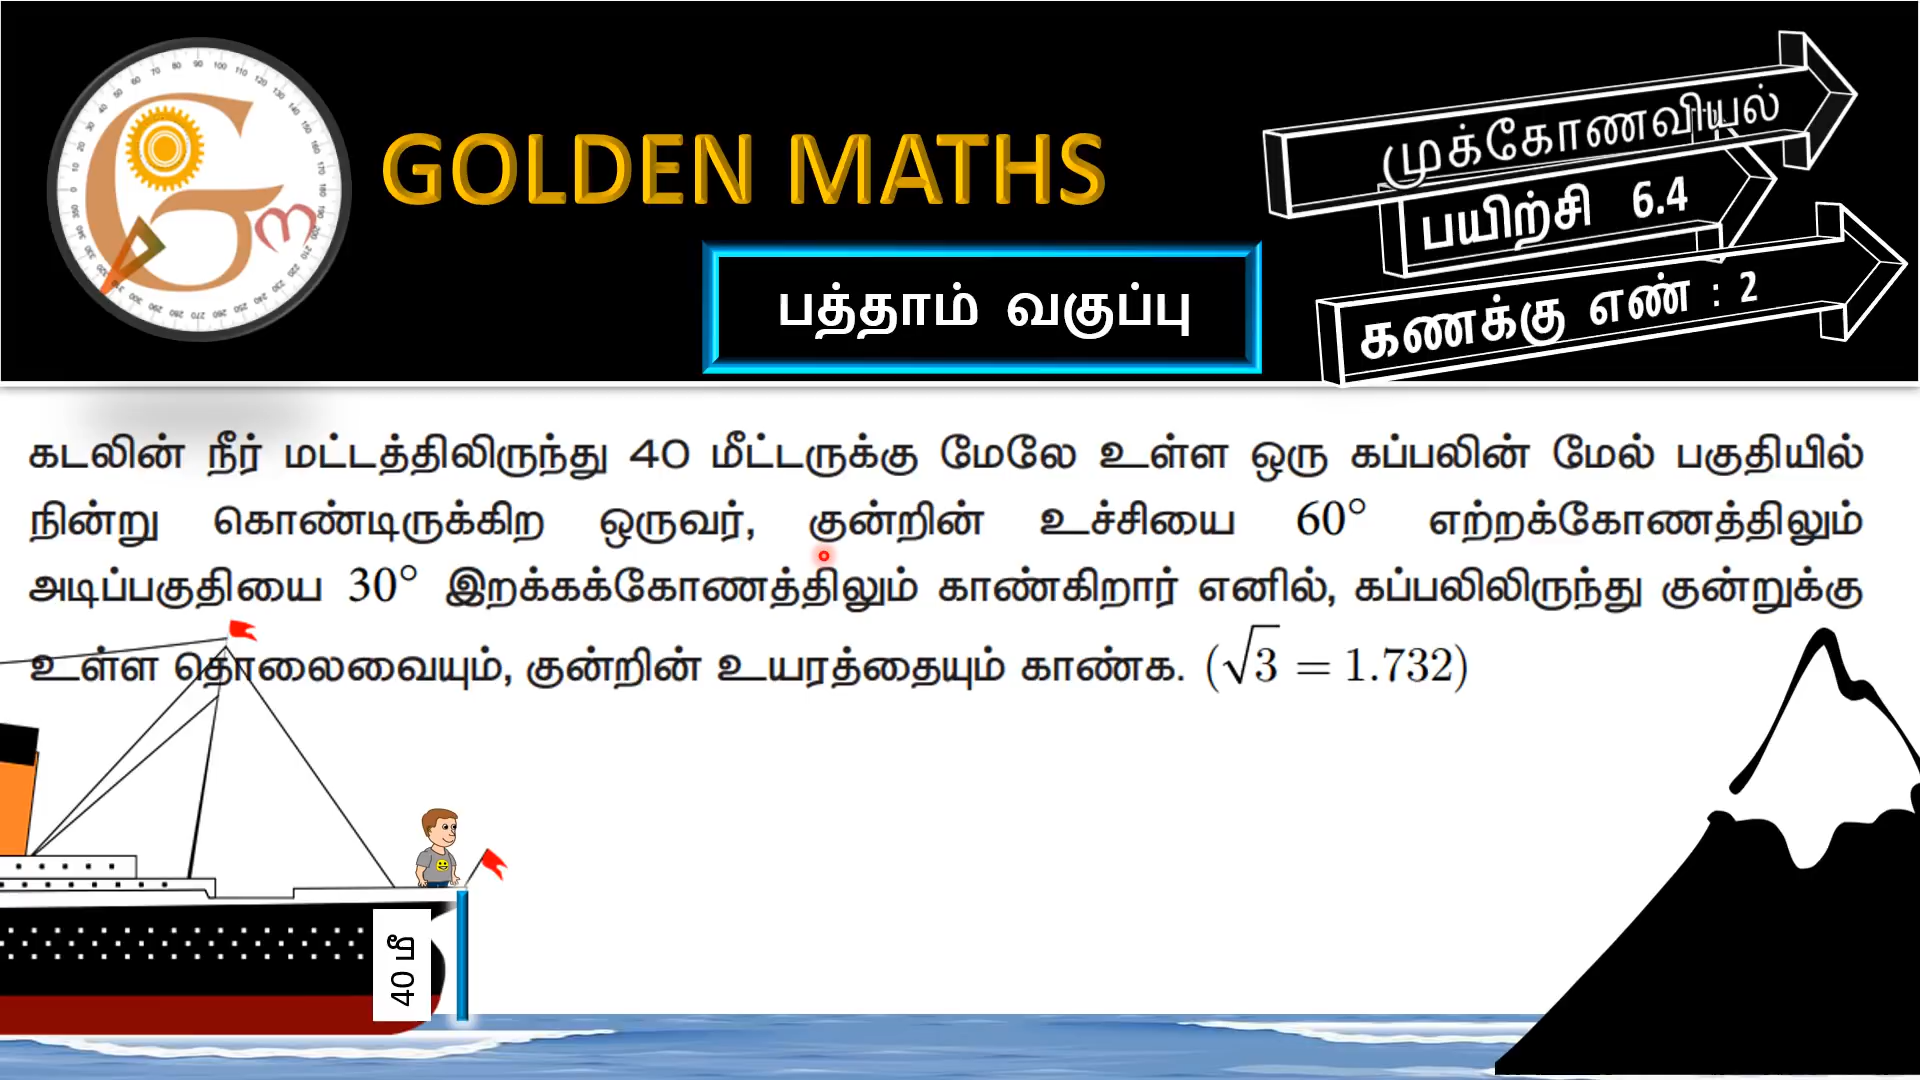 GOLDEN MATHS
பத்தாம் வகுப்பு
முக்கோணவியல்
பயிற்சி 6.4
கணக்கு எண் : 2
கடலின் நீர் மட்டத்திலிருந்து 40 மீட்டருக்கு மேலே உள்ள ஒரு கப்பலின் மேல் பகுதியில்
நின்று கொண்டிருக்கிற ஒருவர், குன்றின் உச்சியை 60° எற்றக்கோணத்திலும்
அடிப்பகுதியை 30° இறக்கக்கோணத்திலும் காண்கிறார் எனில், கப்பலிலிருந்து குன்றுக்கு
உள்ள தொலைவையும், குன்றின் உயரத்தையும் காண்க. (√3 = 1.732)
40 மீ